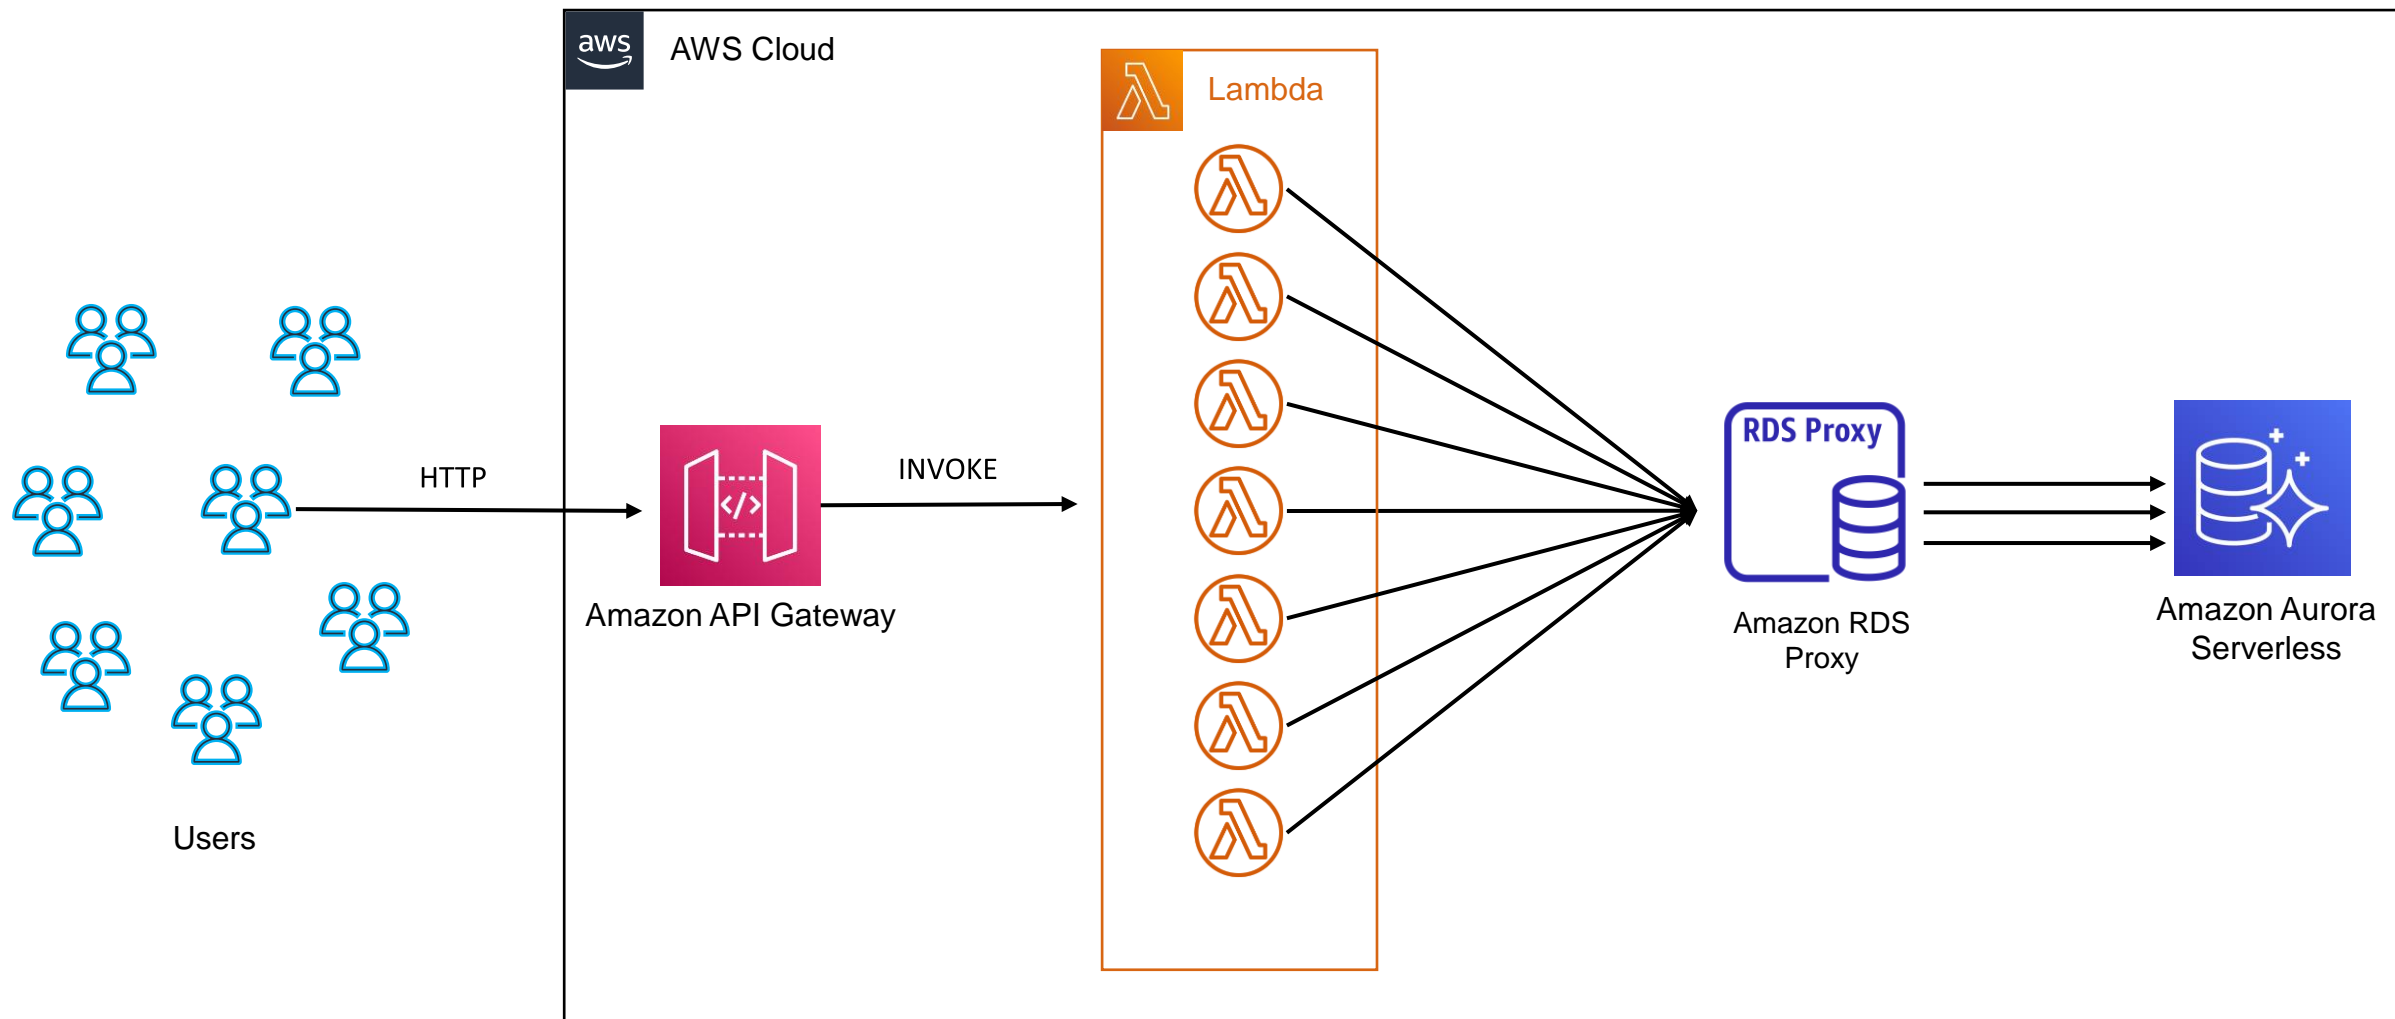 aws
AWS Cloud
Lambda
HTTP
INVOKE
</>
RDS Proxy
Amazon API Gateway
Amazon RDS
Proxy
Amazon Aurora
Serverless
Users